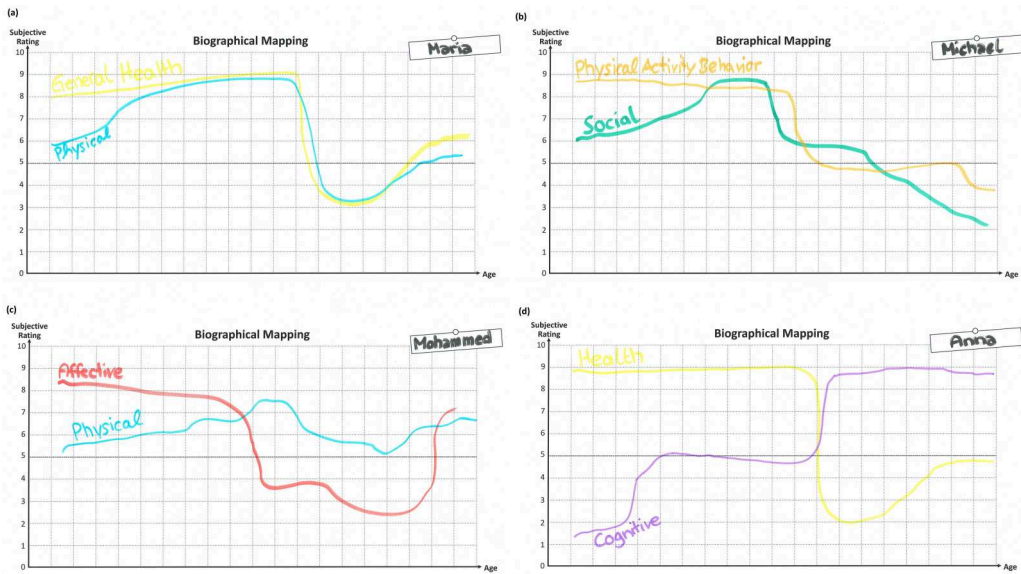 (a)
Subjective
Rating
Biographical Mapping
Maria
10
9
8
7
6
5
4
3
2
1
0
General Health
Physical
Age
(b)
Subjective
Rating
Biographical Mapping
Michael
10
9
8
7
6
5
4
3
2
1
0
Physical Activity Behavior
Social
Age
(c)
Subjective
Rating
Biographical Mapping
Mohammed
10
9
8
7
6
5
4
3
2
1
0
Affective
Physical
Age
(d)
Subjective
Rating
Biographical Mapping
Anna
10
9
8
7
6
5
4
3
2
1
0
Health
Cognitive
Age